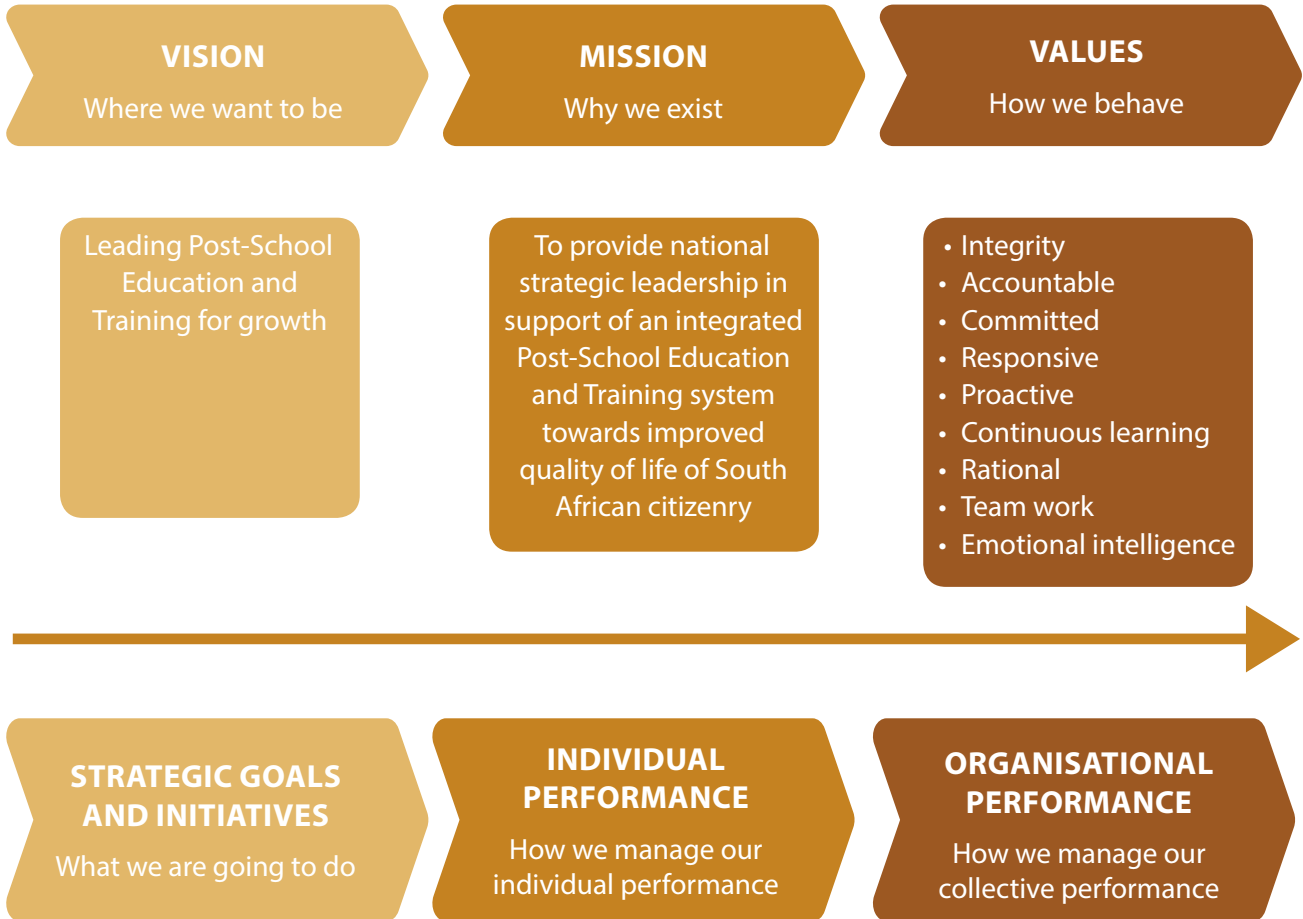 VISION
Where we want to be
MISSION
Why we exist
VALUES
How we behave
Leading Post-School
Education and
Training for growth
To provide national
strategic leadership in
support of an integrated
Post-School Education
and Training system
towards improved
quality of life of South
African citizenry
• Integrity
• Accountable
• Committed
• Responsive
• Proactive
• Continuous learning
• Rational
• Team work
• Emotional intelligence
STRATEGIC GOALS
AND INITIATIVES
What we are going to do
INDIVIDUAL
PERFORMANCE
How we manage our
individual performance
ORGANISATIONAL
PERFORMANCE
How we manage our
collective performance